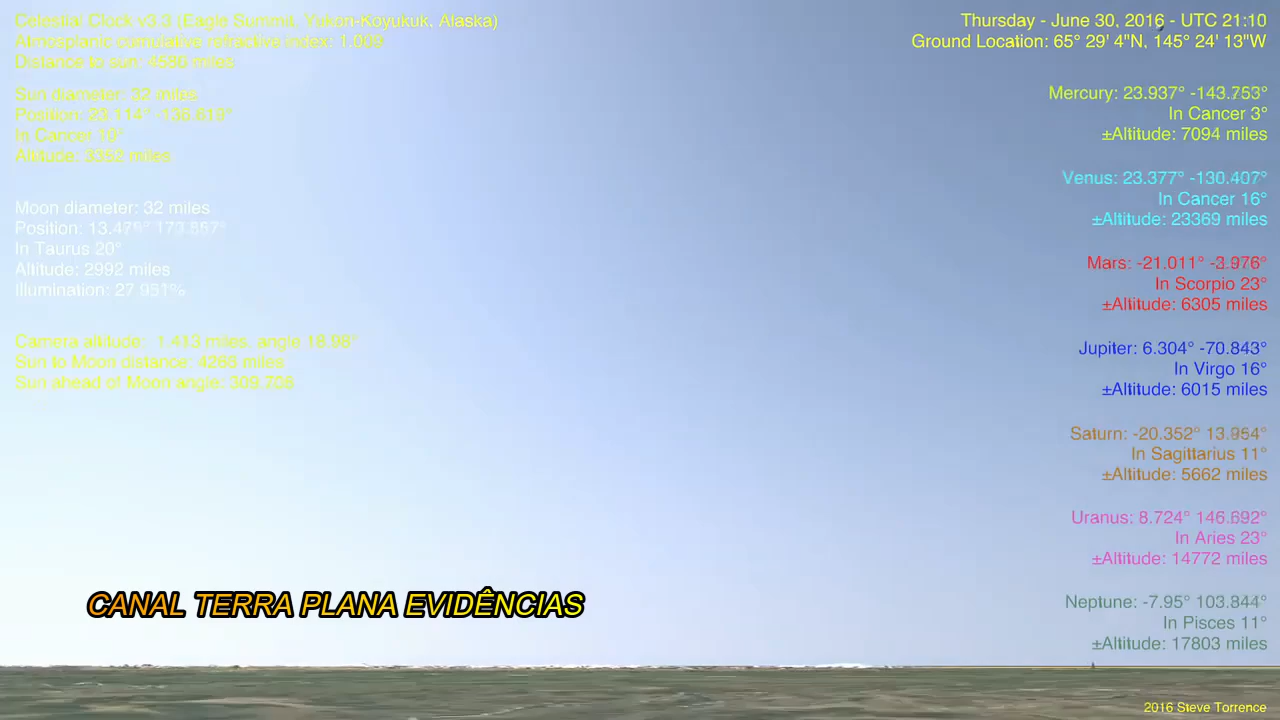 Celestial Clock v3.3 (Eagle Summit, Yukon-Koyukuk, Alaska)
Atmosplanic cumulative refractive index: 1.009
Distance to sun: 4580 miles
Sun diameter: 32 miles
Position: 23.114° -136.619°
In Cancer 10°
Altitude: 3353 miles
Moon diameter: 32 miles
Position: 13.479°
In Taurus 20°
Altitude: 2992 miles
Illumination: 27.951%
Camera altitude: 1.413 miles, angle 18.98°
Sun to Moon distance: 4265 miles
Sun ahead of Moon angle: 309.706
Thursday - June 30, 2016 - UTC 21:10
Ground Location: 65° 29' 4"N, 145° 24' 13"W
Mercury: 23.937° -143.753°
In Cancer 3°
±Altitude: 7094 miles
Venus: 23.377° -130.407°
In Cancer 16°
±Altitude: 23369 miles
Mars: -21.011° -3.976°
In Scorpio 23°
±Altitude: 6305 miles
Jupiter: 6.304° -70.843°
In Virgo 16°
±Altitude: 6015 miles
Saturn: -20.352° 13.954°
In Sagittarius 11°
±Altitude: 5662 miles
Uranus: 8.724° 146.692°
In Aries 23°
±Altitude: 14772 miles
Neptune: -7.95° 103.844°
In Pisces 11°
±Altitude: 17803 miles
CANAL TERRA PLANA EVIDÊNCIAS
2016 Steve Torrence